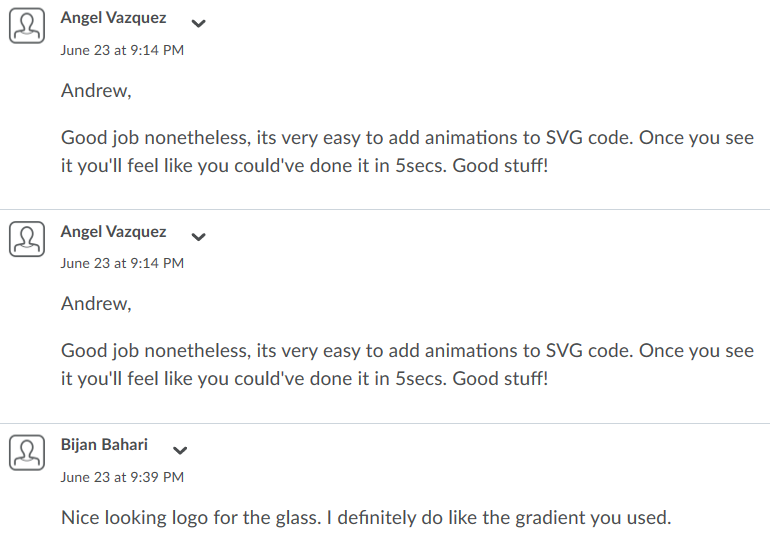 Angel Vazquez
June 23 at 9:14 PM
Andrew,
Good job nonetheless, its very easy to add animations to SVG code. Once you see
it you'll feel like you could've done it in 5secs. Good stuff!
Angel Vazquez
June 23 at 9:14 PM
Andrew,
Good job nonetheless, its very easy to add animations to SVG code. Once you see
it you'll feel like you could've done it in 5secs. Good stuff!
Bijan Bahari
June 23 at 9:39 PM
Nice looking logo for the glass. I definitely do like the gradient you used.